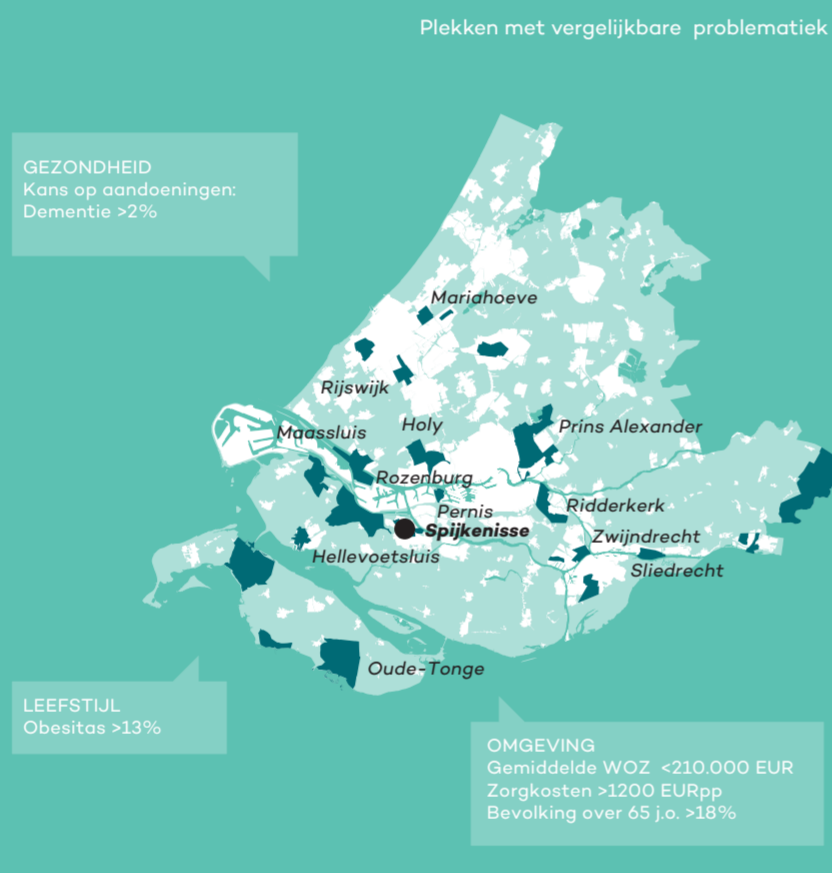 Plekken met vergelijkbare problematiek
GEZONDHEID
Kans op aandoeningen:
Dementie >2%
Mariahoeve
Rijswijk
Holy
Prins Alexander
Maassluis
Rozenburg
Pernis
Ridderkerk
Spijkenisse
Zwijndrecht
Hellevoetsluis
Sliedrecht
Oude-Tonge
LEEFSTIJL
Obesitas >13%
OMGEVING
Gemiddelde WOZ <210.000 EUR
Zorgkosten >1200 EURpp
Bevolking over 65 j.o. >18%